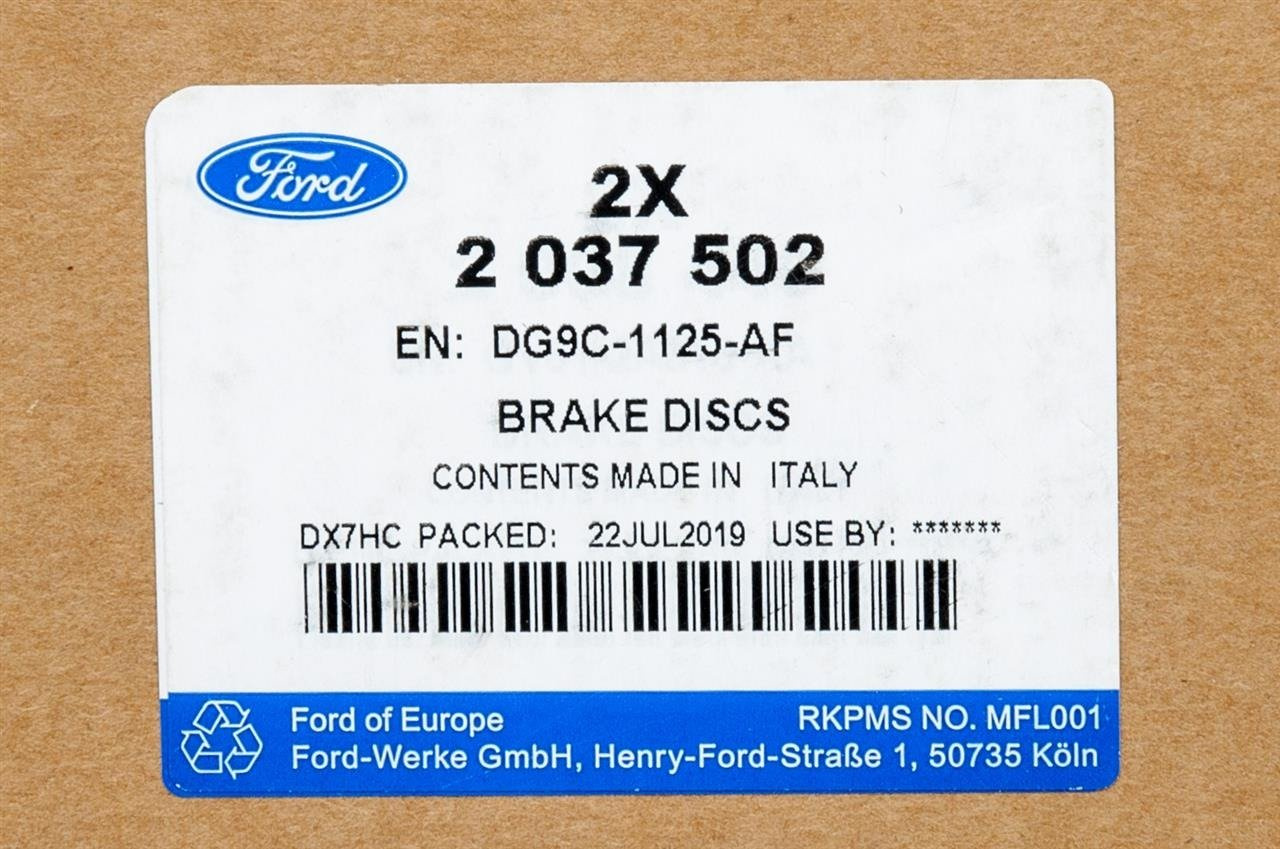 Ford
2X
2 037 502
EN: DG9C-1125-AF
BRAKE DISCS
CONTENTS MADE IN ITALY
DX7HC PACKED: 22JUL2019 USE BY: *******
Ford of Europe RKPMS NO. MFL001
Ford-Werke GmbH, Henry-Ford-Straße 1, 50735 Köln